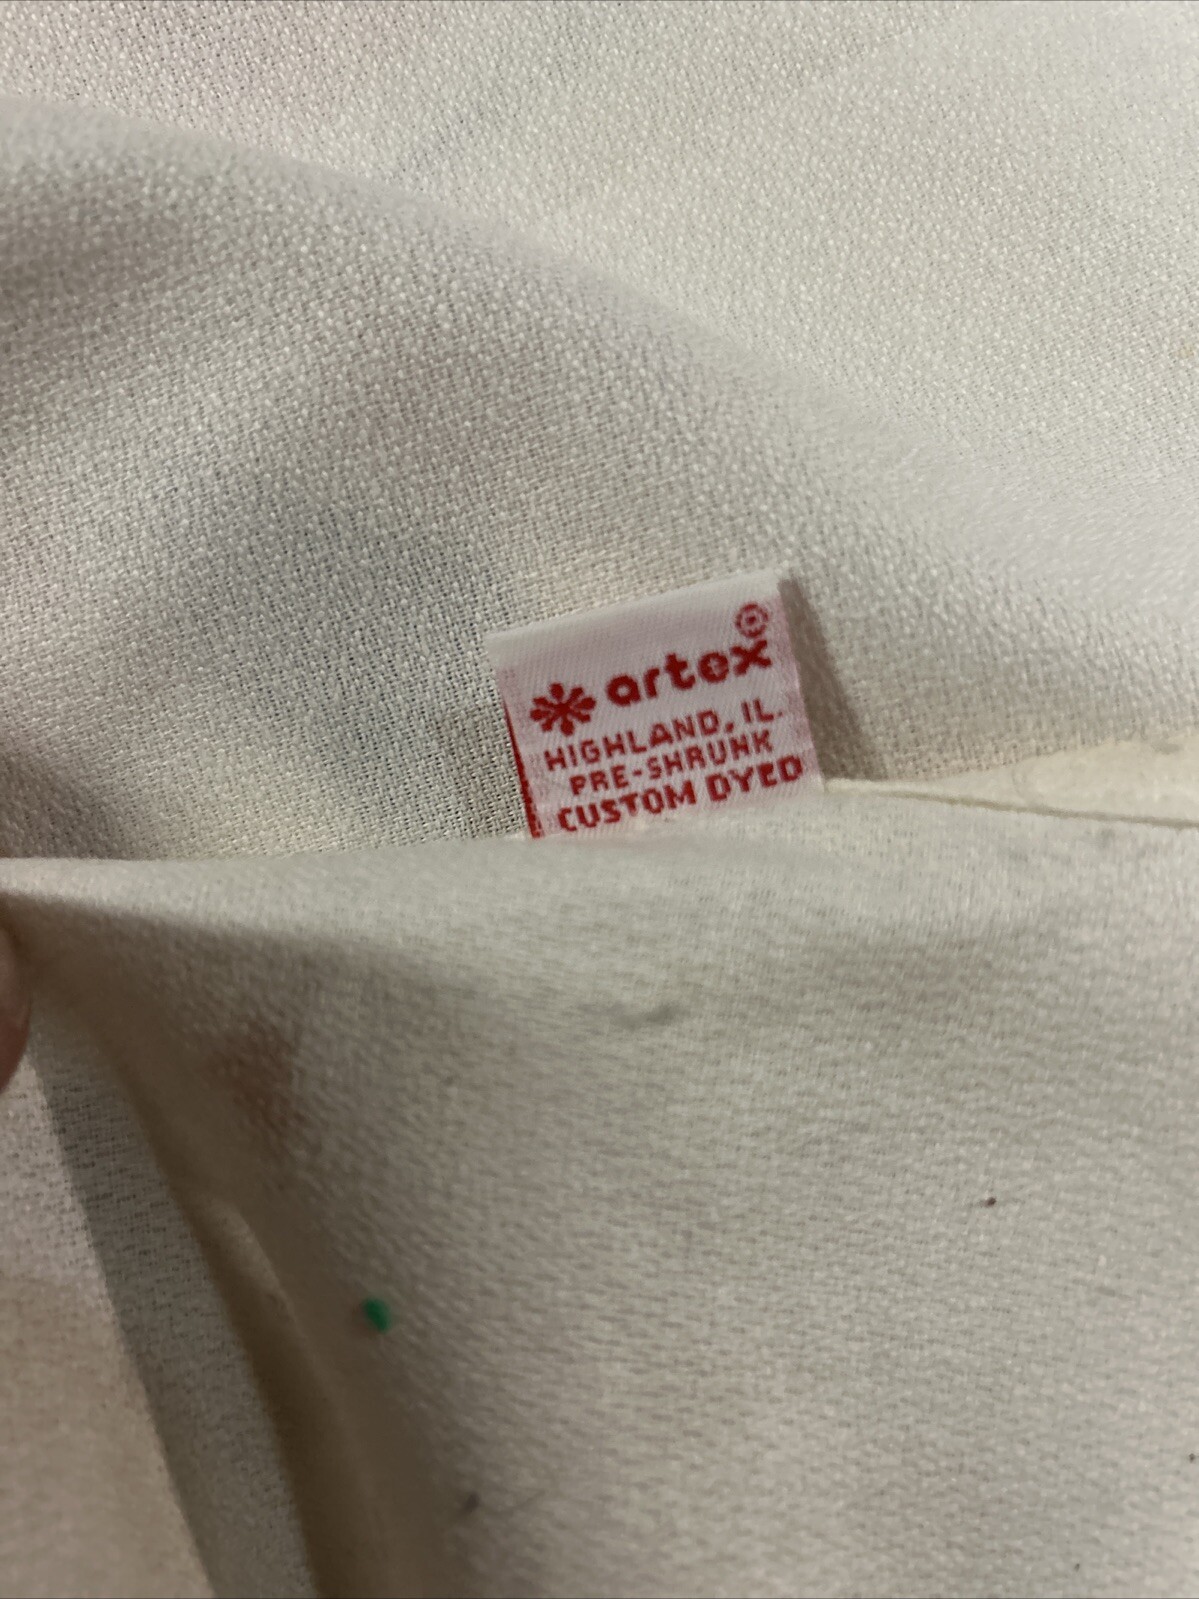 artex®
HIGHLAND, IL.
PRE-SHRUNK
CUSTOM DYED